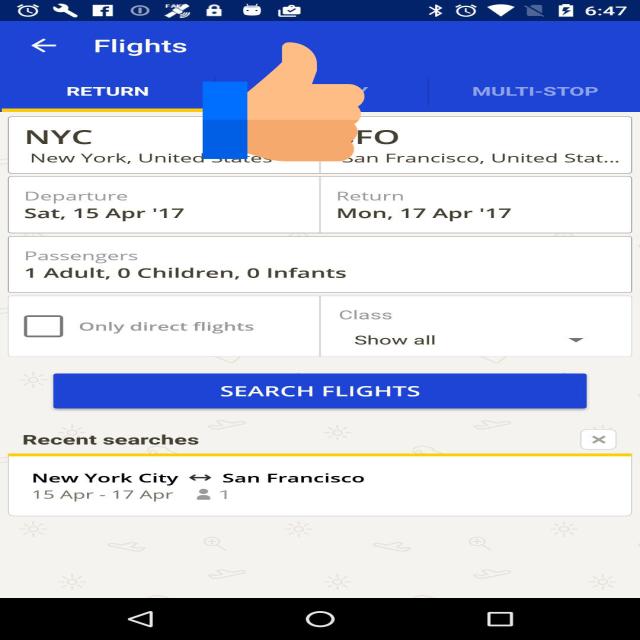 6:47
Flights
RETURN
MULTI-STOP
NYC FO
New York, United States San Francisco, United Stat...
Departure Return
Sat, 15 Apr '17 Mon, 17 Apr '17
Passengers
1 Adult, 0 Children, 0 Infants
Class
Only direct flights
Show all
SEARCH FLIGHTS
Recent searches
New York City ↔ San Francisco
15 Apr - 17 Apr 1